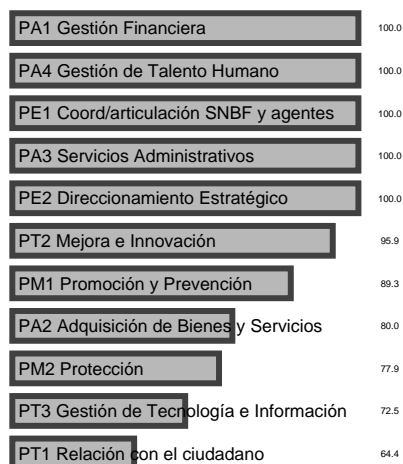 PA1 Gestión Financiera 100.0
PA4 Gestión de Talento Humano 100.0
PE1 Coord/articulación SNBF y agentes 100.0
PA3 Servicios Administrativos 100.0
PE2 Direccionamiento Estratégico 100.0
PT2 Mejora e Innovación 95.9
PM1 Promoción y Prevención 89.3
PA2 Adquisición de Bienes y Servicios 80.0
PM2 Protección 77.9
PT3 Gestión de Tecnología e Información 72.5
PT1 Relación con el ciudadano 64.4